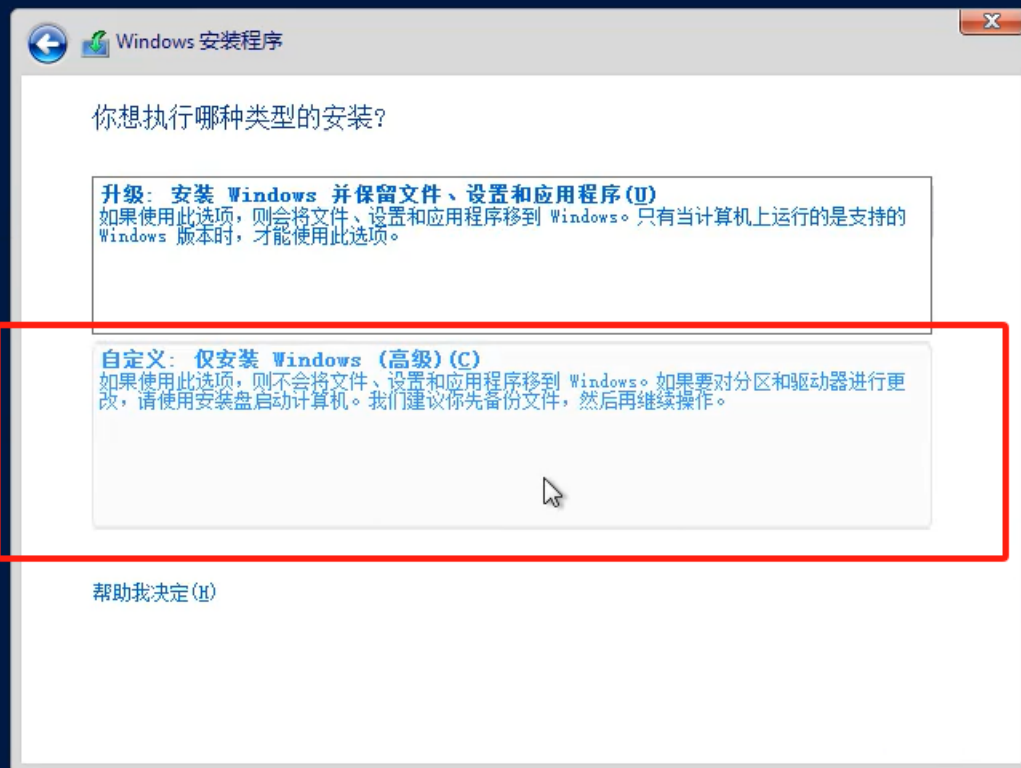 Windows 安装程序
你想执行哪种类型的安装?
升级: 安装 Windows 并保留文件、设置和应用程序(U)
如果使用此选项，则会将文件、设置和应用程序移到 Windows。只有当计算机上运行的是支持的
Windows 版本时，才能使用此选项。
自定义: 仅安装 Windows (高级)(C)
如果使用此选项，则不会将文件、设置和应用程序移到 Windows。如果要对分区和驱动器进行更
改，请使用安装盘启动计算机。我们建议你先备份文件，然后再继续操作。
帮助我决定(H)